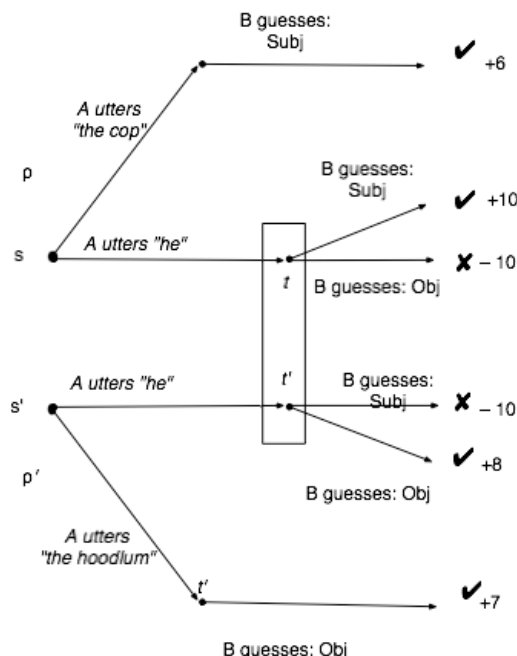 B guesses:
Subj
✔ +6
A utters
"the cop"
ρ
B guesses:
Subj
✔ +10
s
A utters "he"
t
✘ – 10
B guesses: Obj
s'
A utters "he"
t'
B guesses:
Subj
✘ – 10
ρ'
✔ +8
B guesses: Obj
A utters
"the hoodlum"
t'
✔ +7
B guesses: Obj